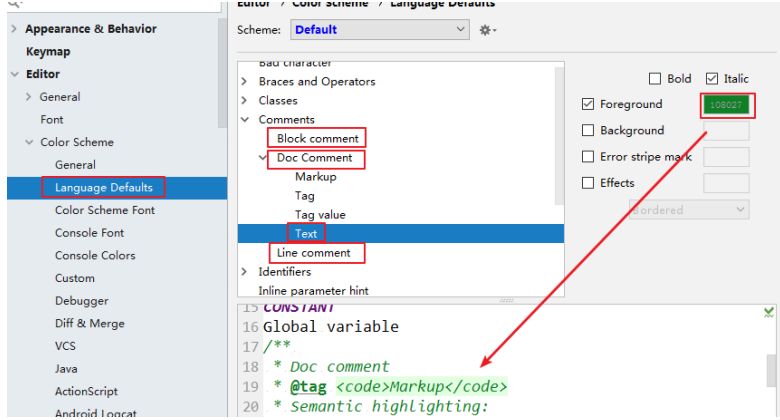 Editor > Color Scheme > Language Defaults
Appearance & Behavior
Keymap
Editor
General
Font
Color Scheme
General
Language Defaults
Color Scheme Font
Console Font
Console Colors
Custom
Debugger
Diff & Merge
VCS
Java
ActionScript
Android Logcat
Scheme: Default
Bad character
Braces and Operators
Classes
Comments
Block comment
Doc Comment
Markup
Tag
Tag value
Text
Line comment
Identifiers
Inline parameter hint
Bold Italic
Foreground 108027
Background
Error stripe mark
Effects
Bordered
15 CONSTANT
16 Global variable
17 /**
18 * Doc comment
19 * @tag <code>Markup</code>
20 * Semantic highlighting: